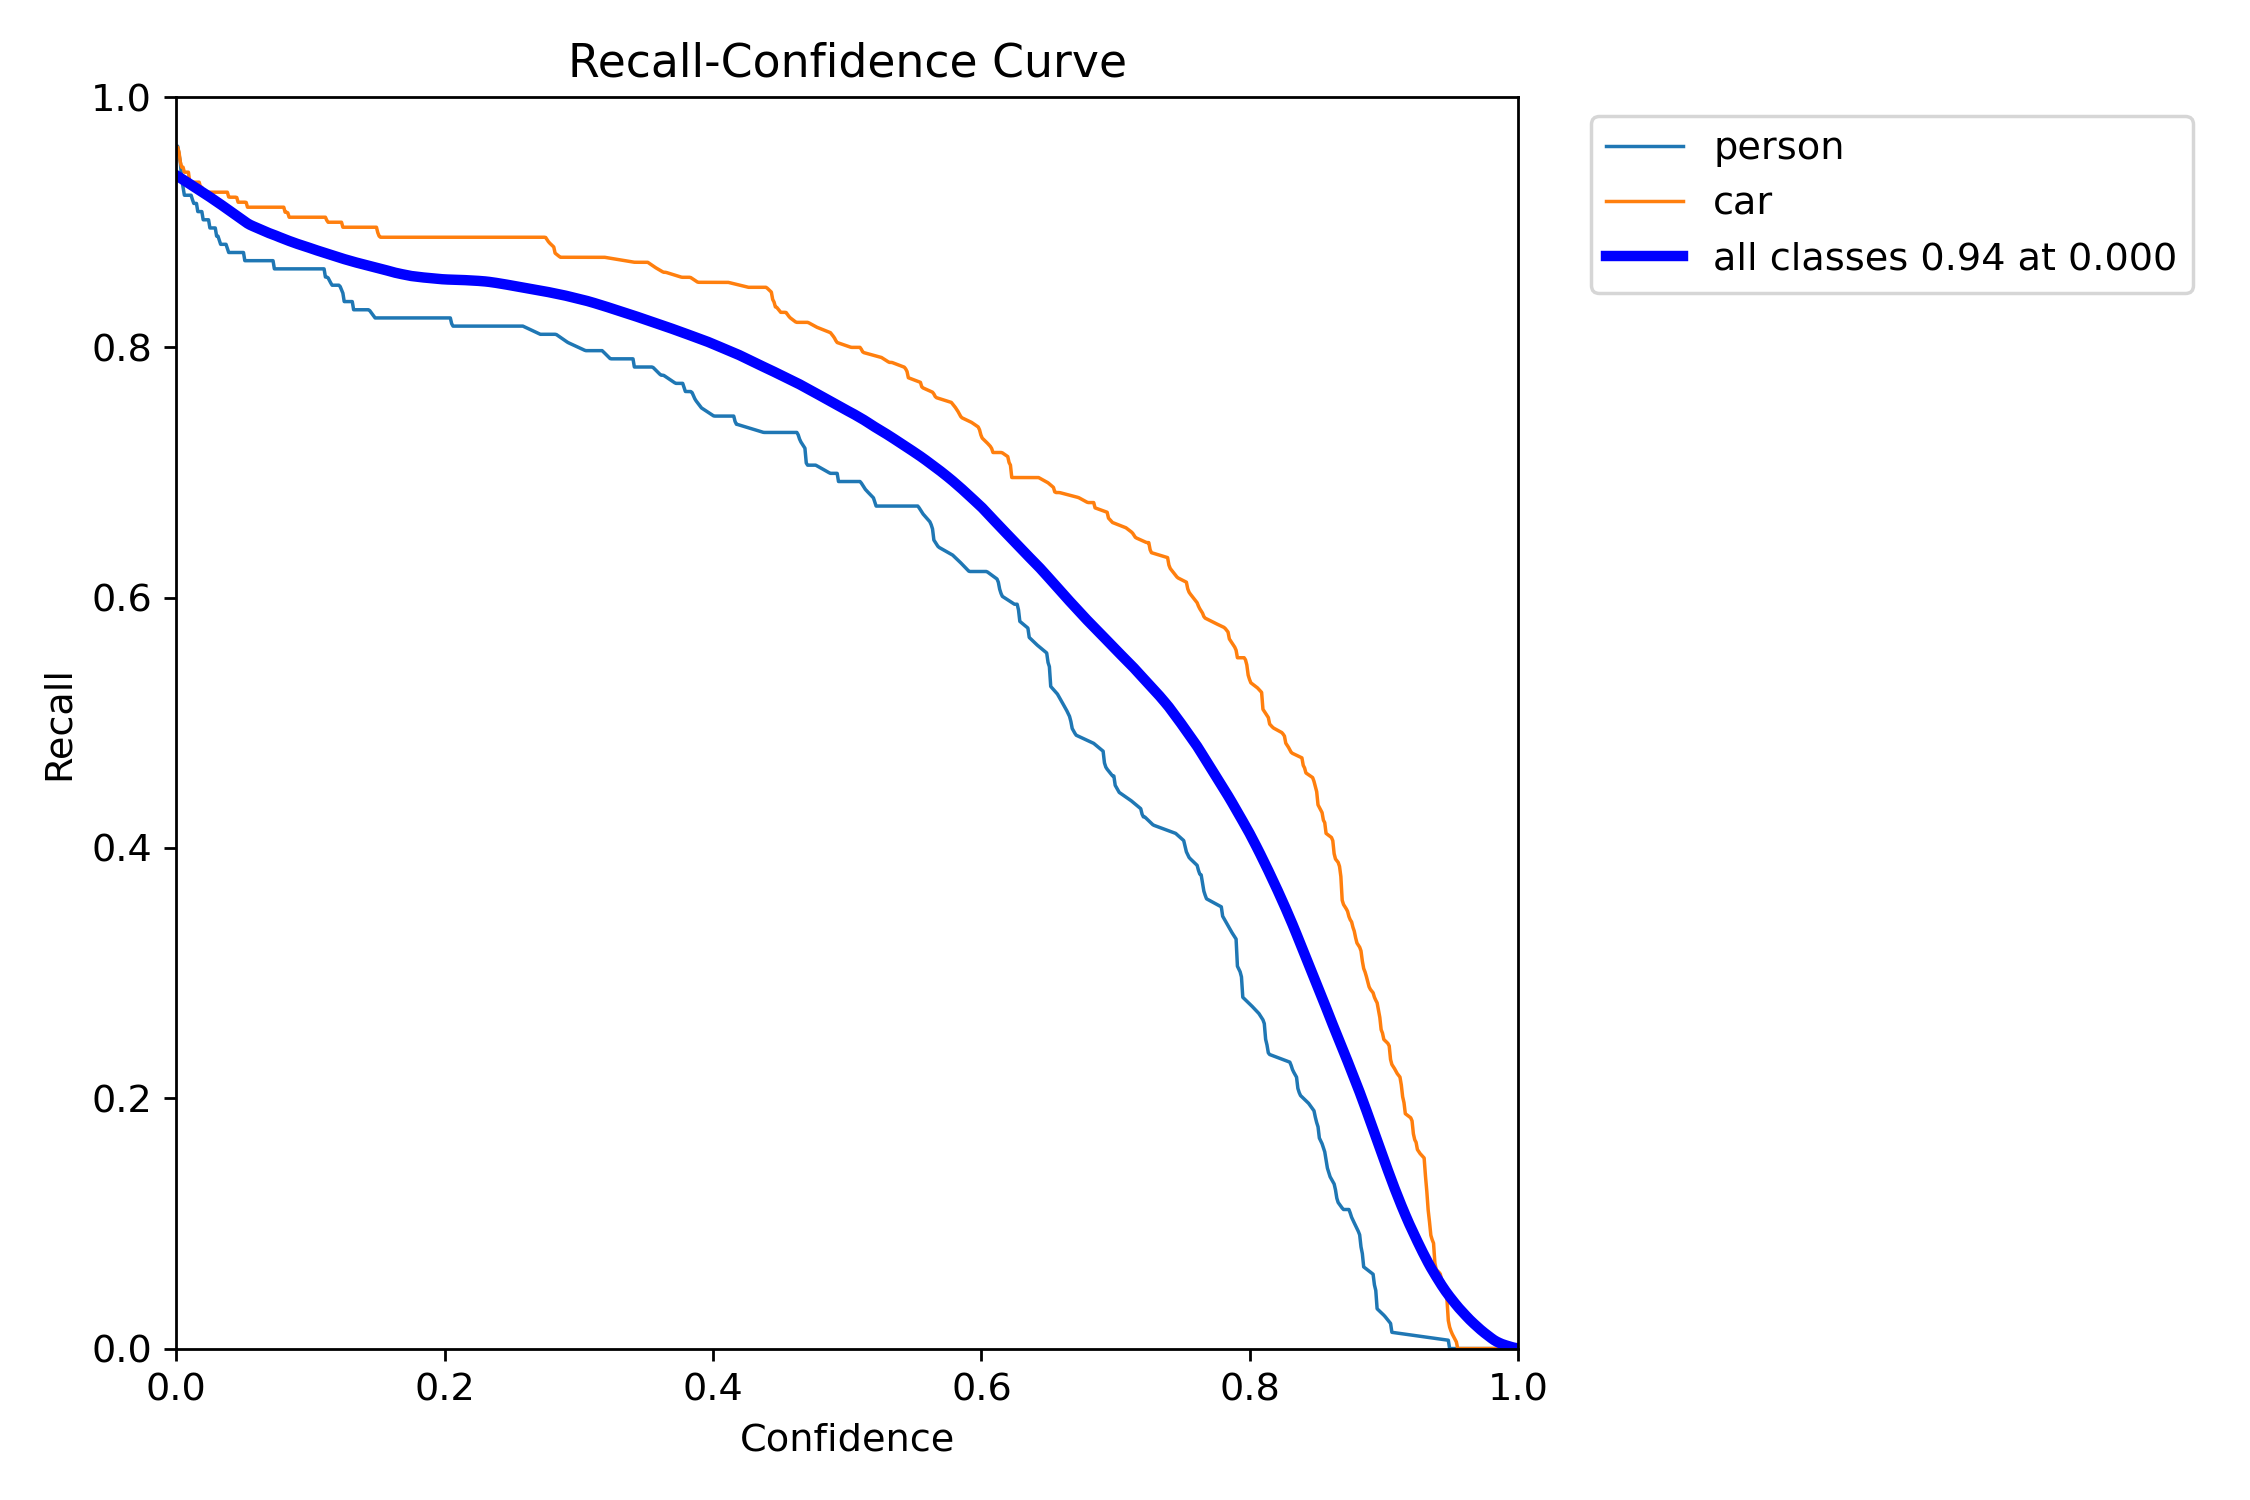 Recall-Confidence Curve
1.0
0.8
0.6
0.4
0.2
0.0
Recall
0.0 0.2 0.4 0.6 0.8 1.0
Confidence
person
car
all classes 0.94 at 0.000